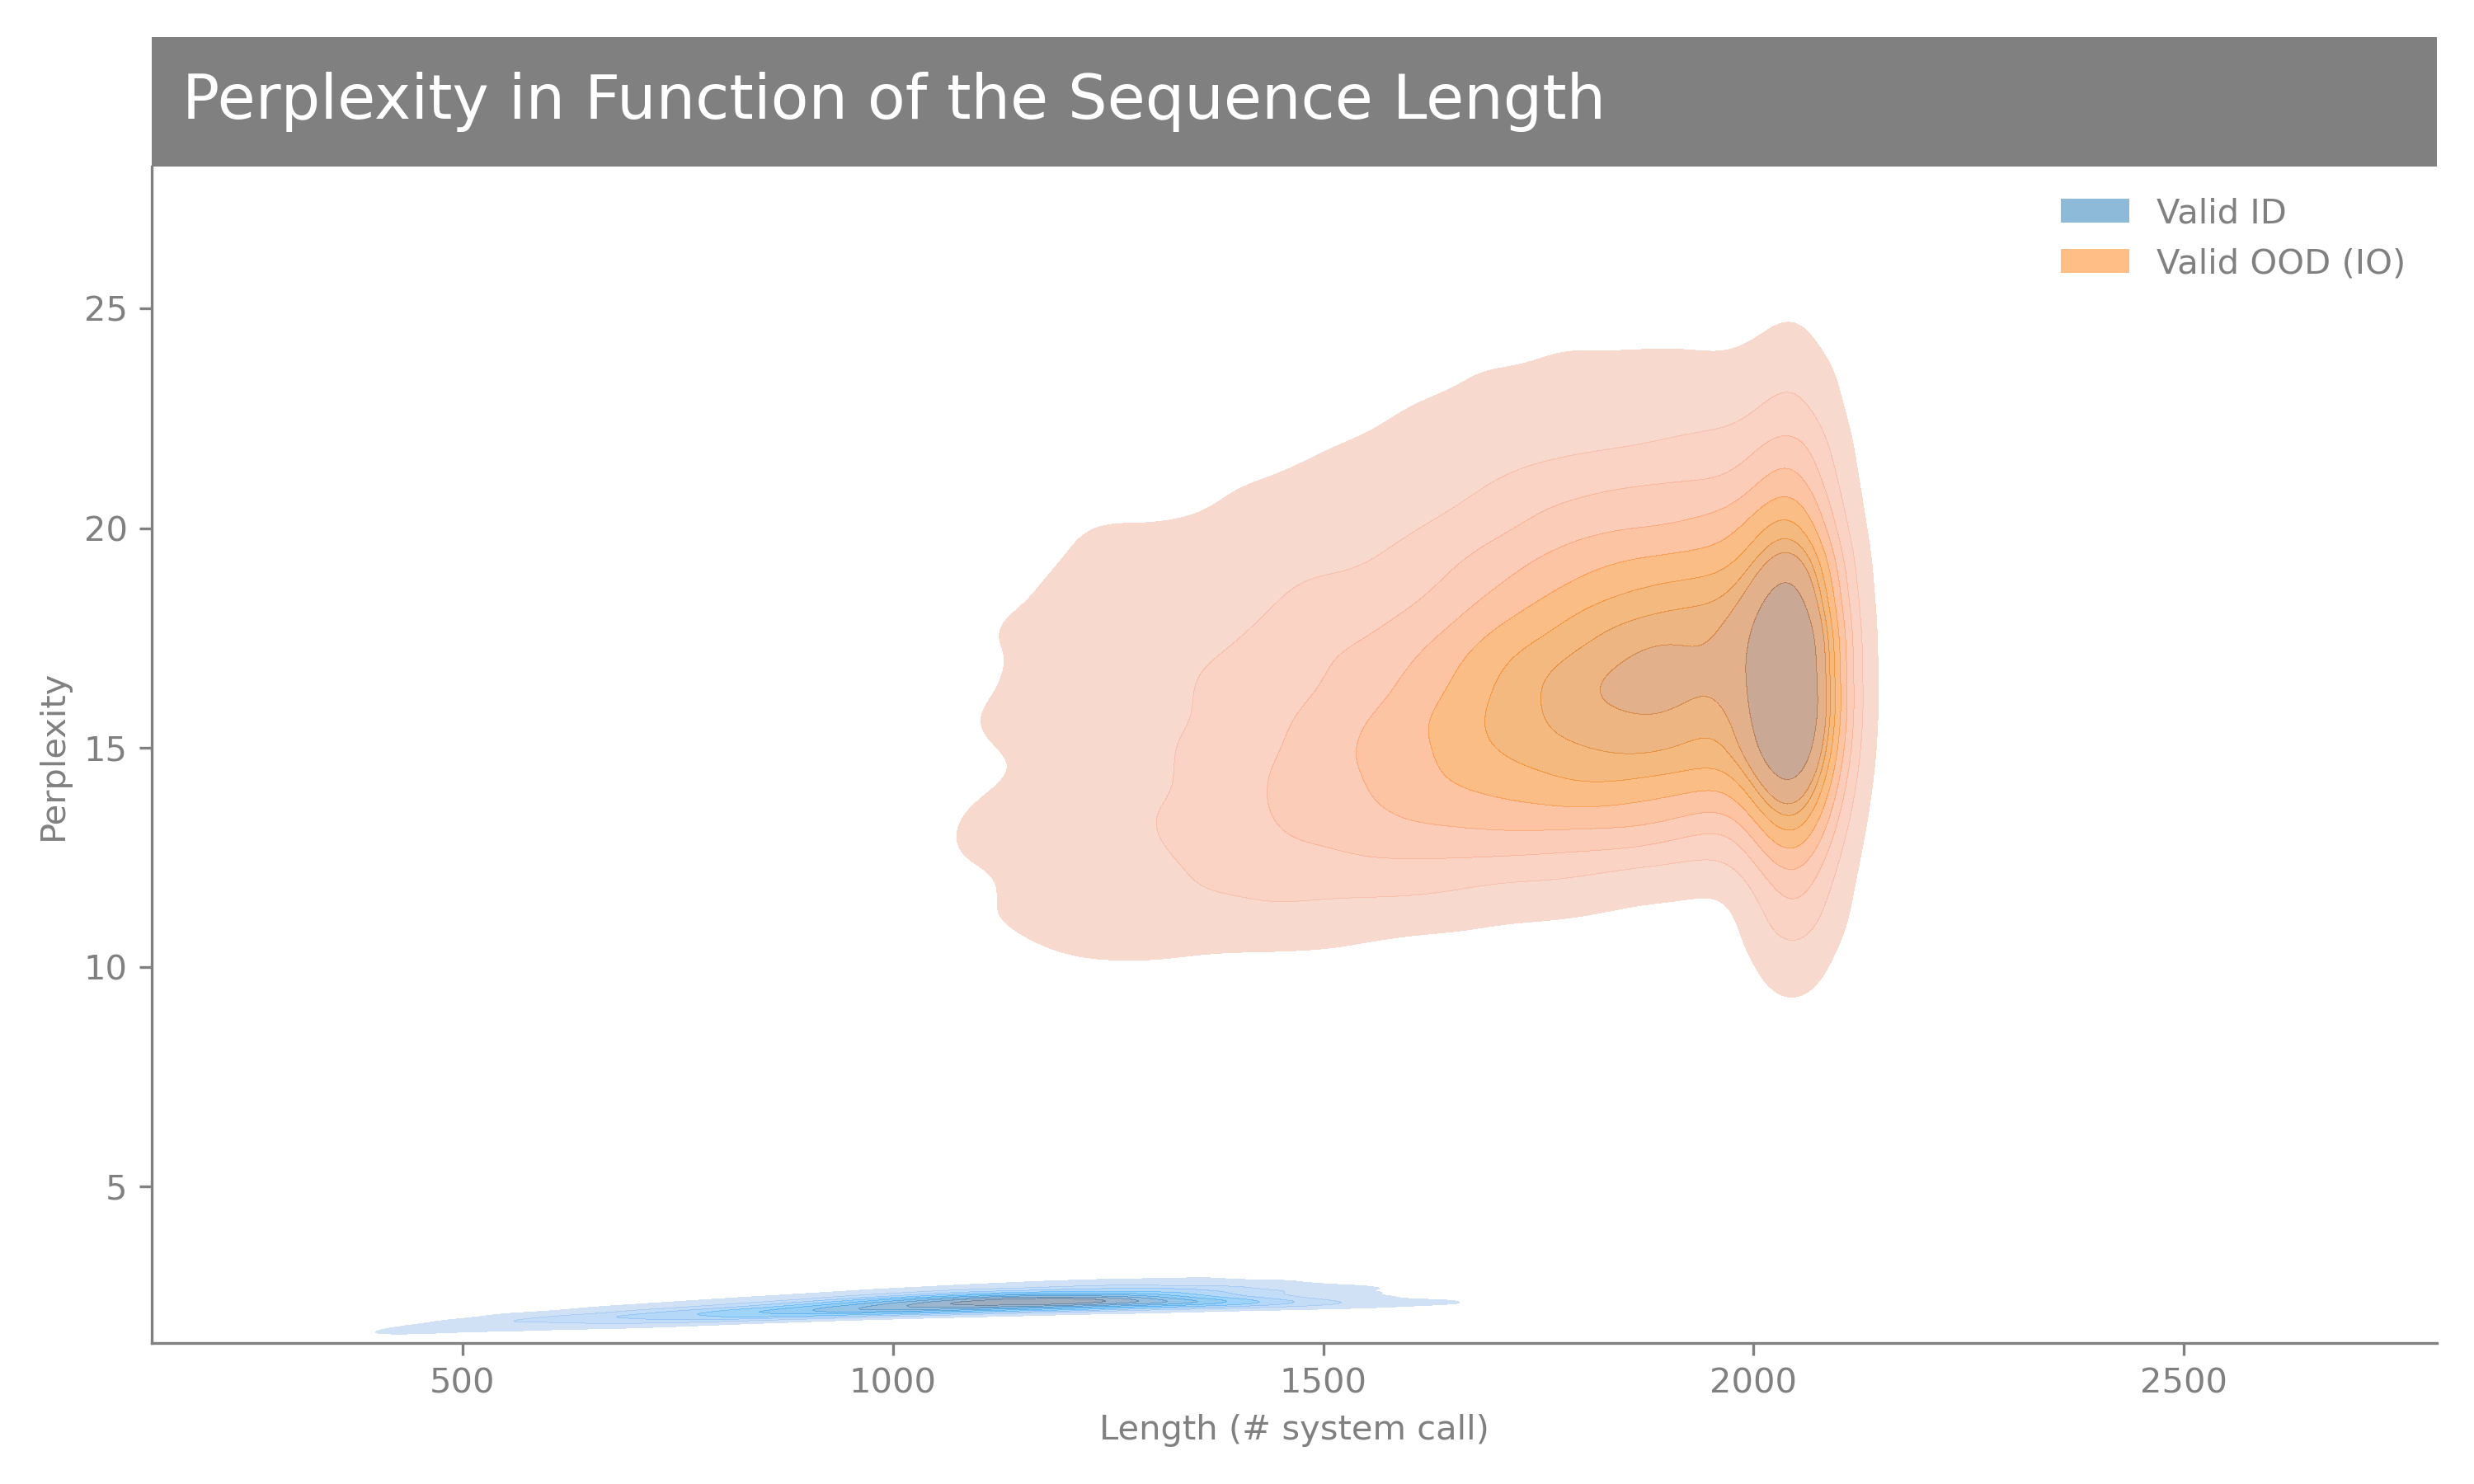 Perplexity in Function of the Sequence Length
Valid ID
Valid OOD (IO)
25
20
15
10
5
Perplexity
500
1000
1500
2000
2500
Length (# system call)